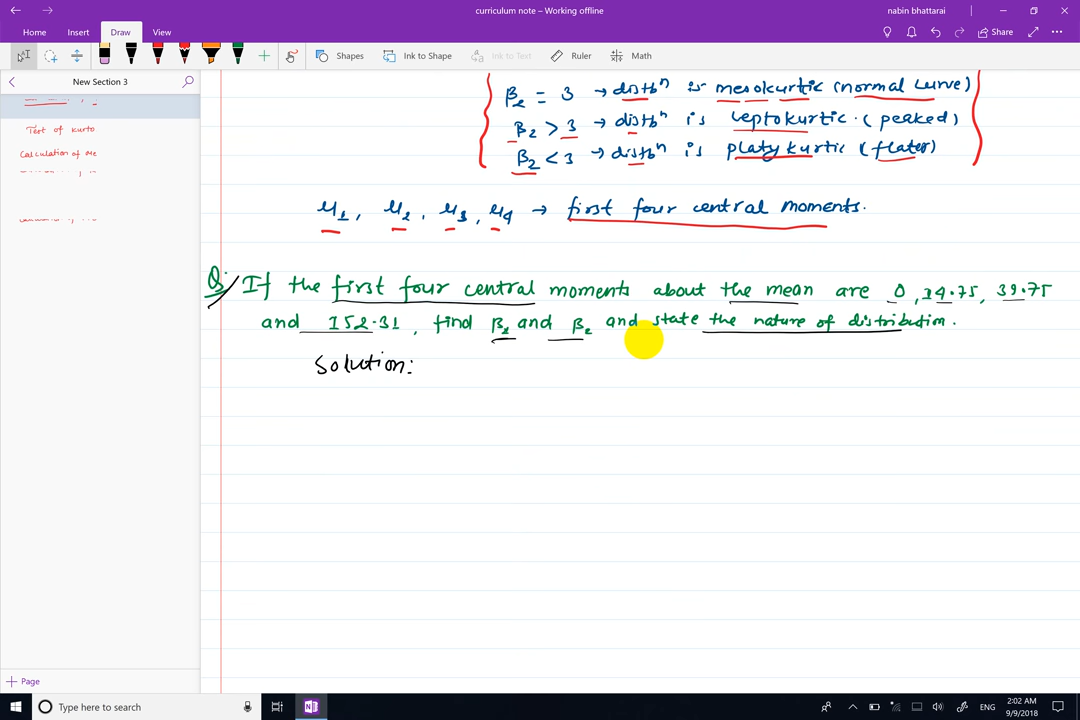 curriculum note – Working offline
nabin bhattarai
Home Insert Draw View
Share
Shapes Ink to Shape Ink to Text Ruler Math
New Section 3
Test of Kurto
Calculation of Me
β₂ = 3 → distbⁿ is mesokurtic (normal curve)
β₂ > 3 → distbⁿ is leptokurtic. (peaked)
β₂ < 3 → distbⁿ is platykurtic (flater)
μ₁, μ₂, μ₃, μ₄ → first four central moments.
Q: If the first four central moments about the mean are 0, 14.75, 39.75
and 152.31, find β₁ and β₂ and state the nature of distribution.
Solution:
Page
Type here to search
ENG
2:02 AM
9/9/2018